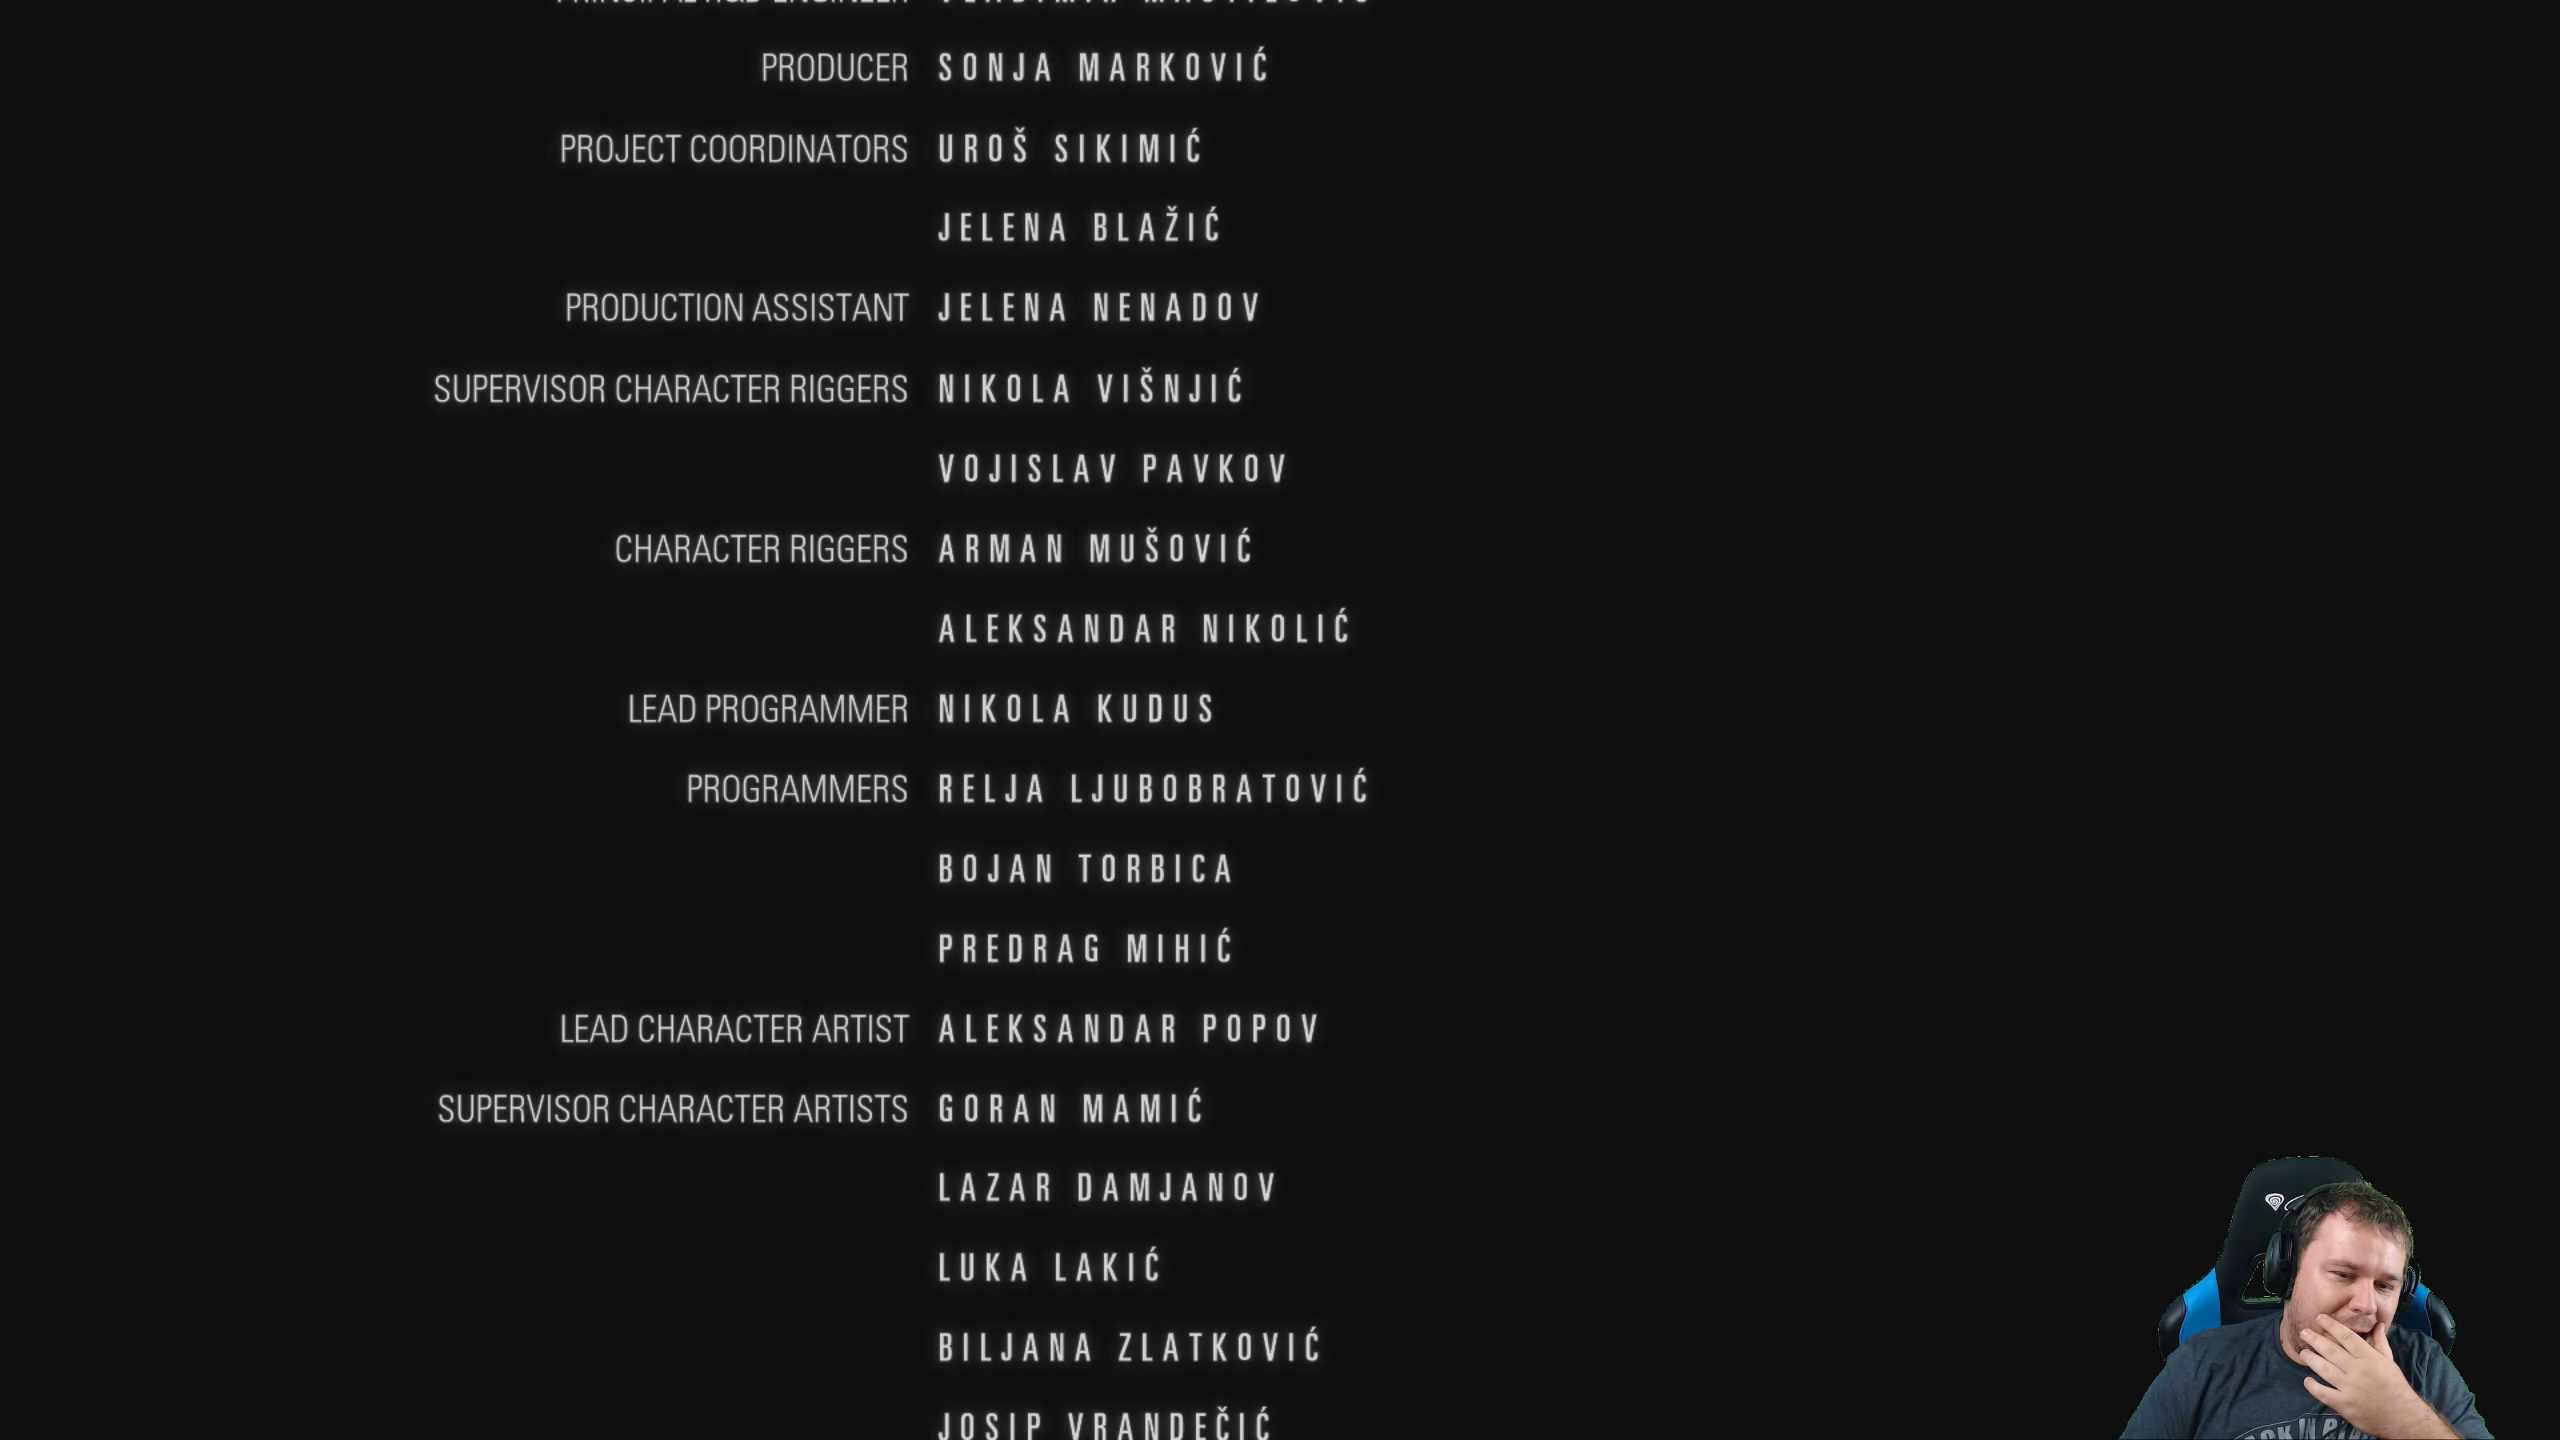 PRODUCER SONJA MARKOVIĆ
PROJECT COORDINATORS UROŠ SIKIMIĆ
JELENA BLAŽIĆ
PRODUCTION ASSISTANT JELENA NENADOV
SUPERVISOR CHARACTER RIGGERS NIKOLA VIŠNJIĆ
VOJISLAV PAVKOV
CHARACTER RIGGERS ARMAN MUŠOVIĆ
ALEKSANDAR NIKOLIĆ
LEAD PROGRAMMER NIKOLA KUDUS
PROGRAMMERS RELJA LJUBOBRATOVIĆ
BOJAN TORBICA
PREDRAG MIHIĆ
LEAD CHARACTER ARTIST ALEKSANDAR POPOV
SUPERVISOR CHARACTER ARTISTS GORAN MAMIĆ
LAZAR DAMJANOV
LUKA LAKIĆ
BILJANA ZLATKOVIĆ
JOSIP VRANDEČIĆ